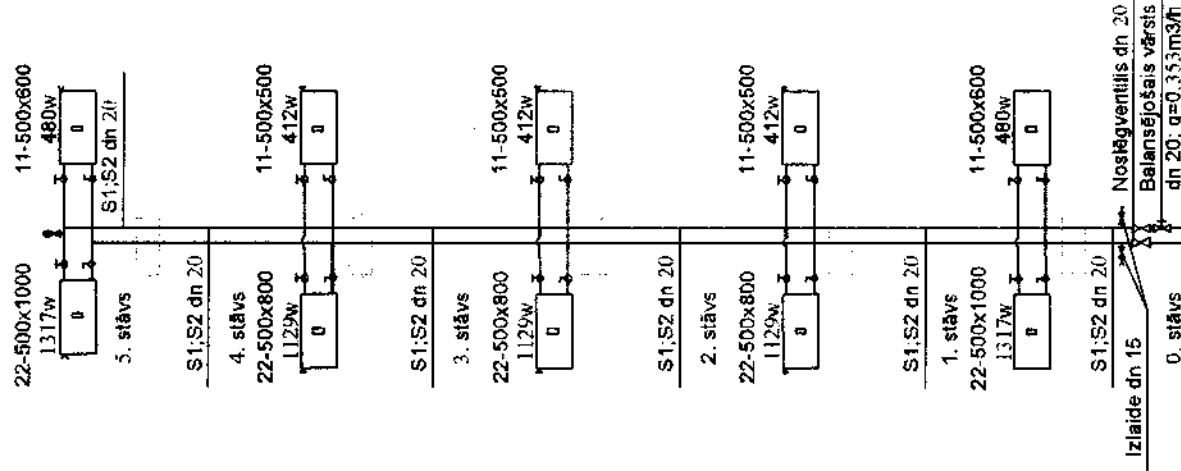 22-500x1000
1317w
11-500x600
480w
S1;S2 dn 20
5. stāvs
S1;S2 dn 20
4. stāvs
22-500x800
1129w
11-500x500
412w
S1;S2 dn 20
3. stāvs
22-500x800
1129w
11-500x500
412w
S1;S2 dn 20
2. stāvs
22-500x800
1129w
11-500x500
412w
S1;S2 dn 20
1. stāvs
22-500x1000
1317w
11-500x600
480w
S1;S2 dn 20
Izlaide dn 15
Noslēgventilis dn 20
Balansējošais vārsts
dn 20; q=0.353m3/h
0. stāvs